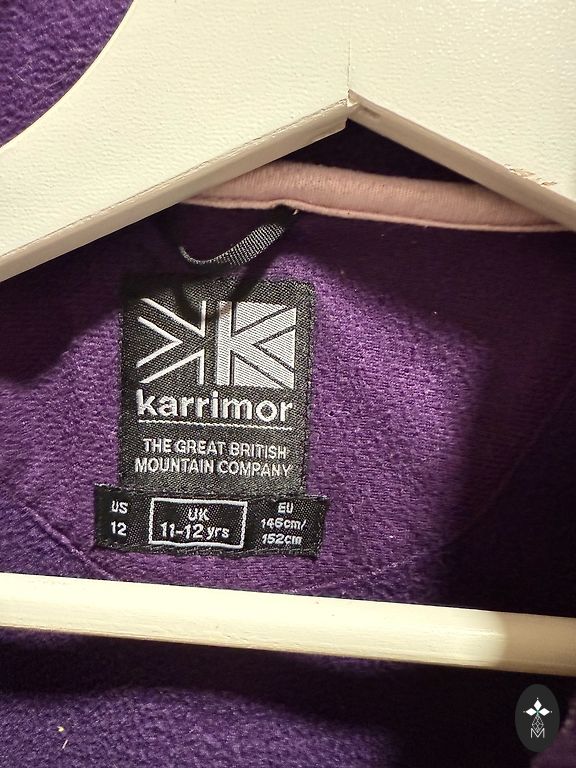 karrimor
THE GREAT BRITISH
MOUNTAIN COMPANY
US
12
UK
11-12 yrs
EU
146cm/
152cm
M